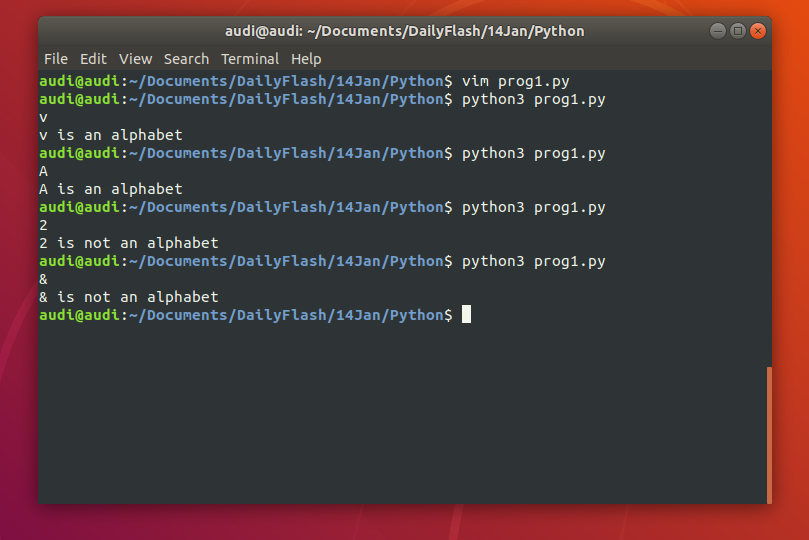 audi@audi: ~/Documents/DailyFlash/14Jan/Python
File Edit View Search Terminal Help
audi@audi:~/Documents/DailyFlash/14Jan/Python$ vim prog1.py
audi@audi:~/Documents/DailyFlash/14Jan/Python$ python3 prog1.py
v
v is an alphabet
audi@audi:~/Documents/DailyFlash/14Jan/Python$ python3 prog1.py
A
A is an alphabet
audi@audi:~/Documents/DailyFlash/14Jan/Python$ python3 prog1.py
2
2 is not an alphabet
audi@audi:~/Documents/DailyFlash/14Jan/Python$ python3 prog1.py
&
& is not an alphabet
audi@audi:~/Documents/DailyFlash/14Jan/Python$